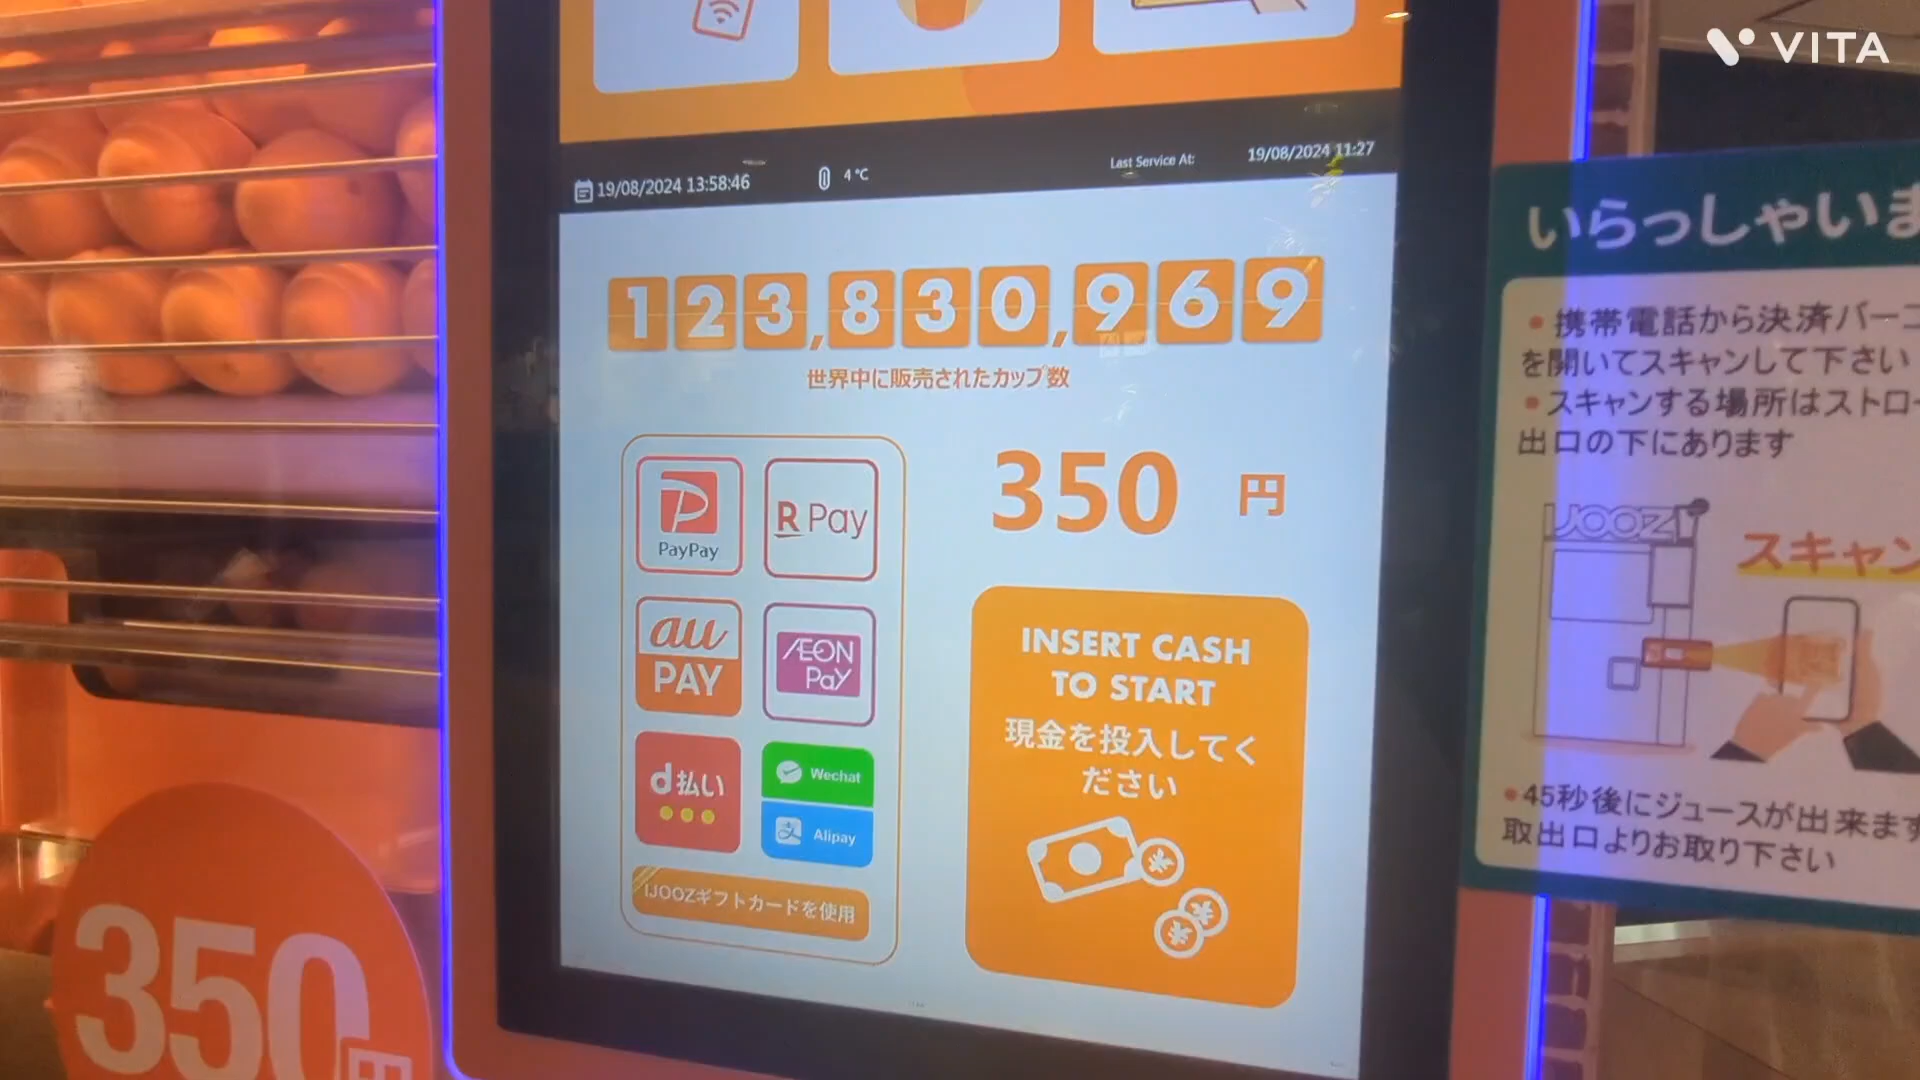 VITA
19/08/2024 13:58:46
4 ℃
Last Service At:
19/08/2024 11:27
123,830,969
世界中に販売されたカップ数
PayPay
R Pay
au
PAY
ÆON
Pay
d払い
Wechat
Alipay
IJOOZギフトカードを使用
350 円
INSERT CASH
TO START
現金を投入してく
ださい
350円
いらっしゃいま
• 携帯電話から決済バーコ
を開いてスキャンして下さい
• スキャンする場所はストロー
出口の下にあります
IJOOZ
スキャン
• 45秒後にジュースが出来ます
取出口よりお取り下さい